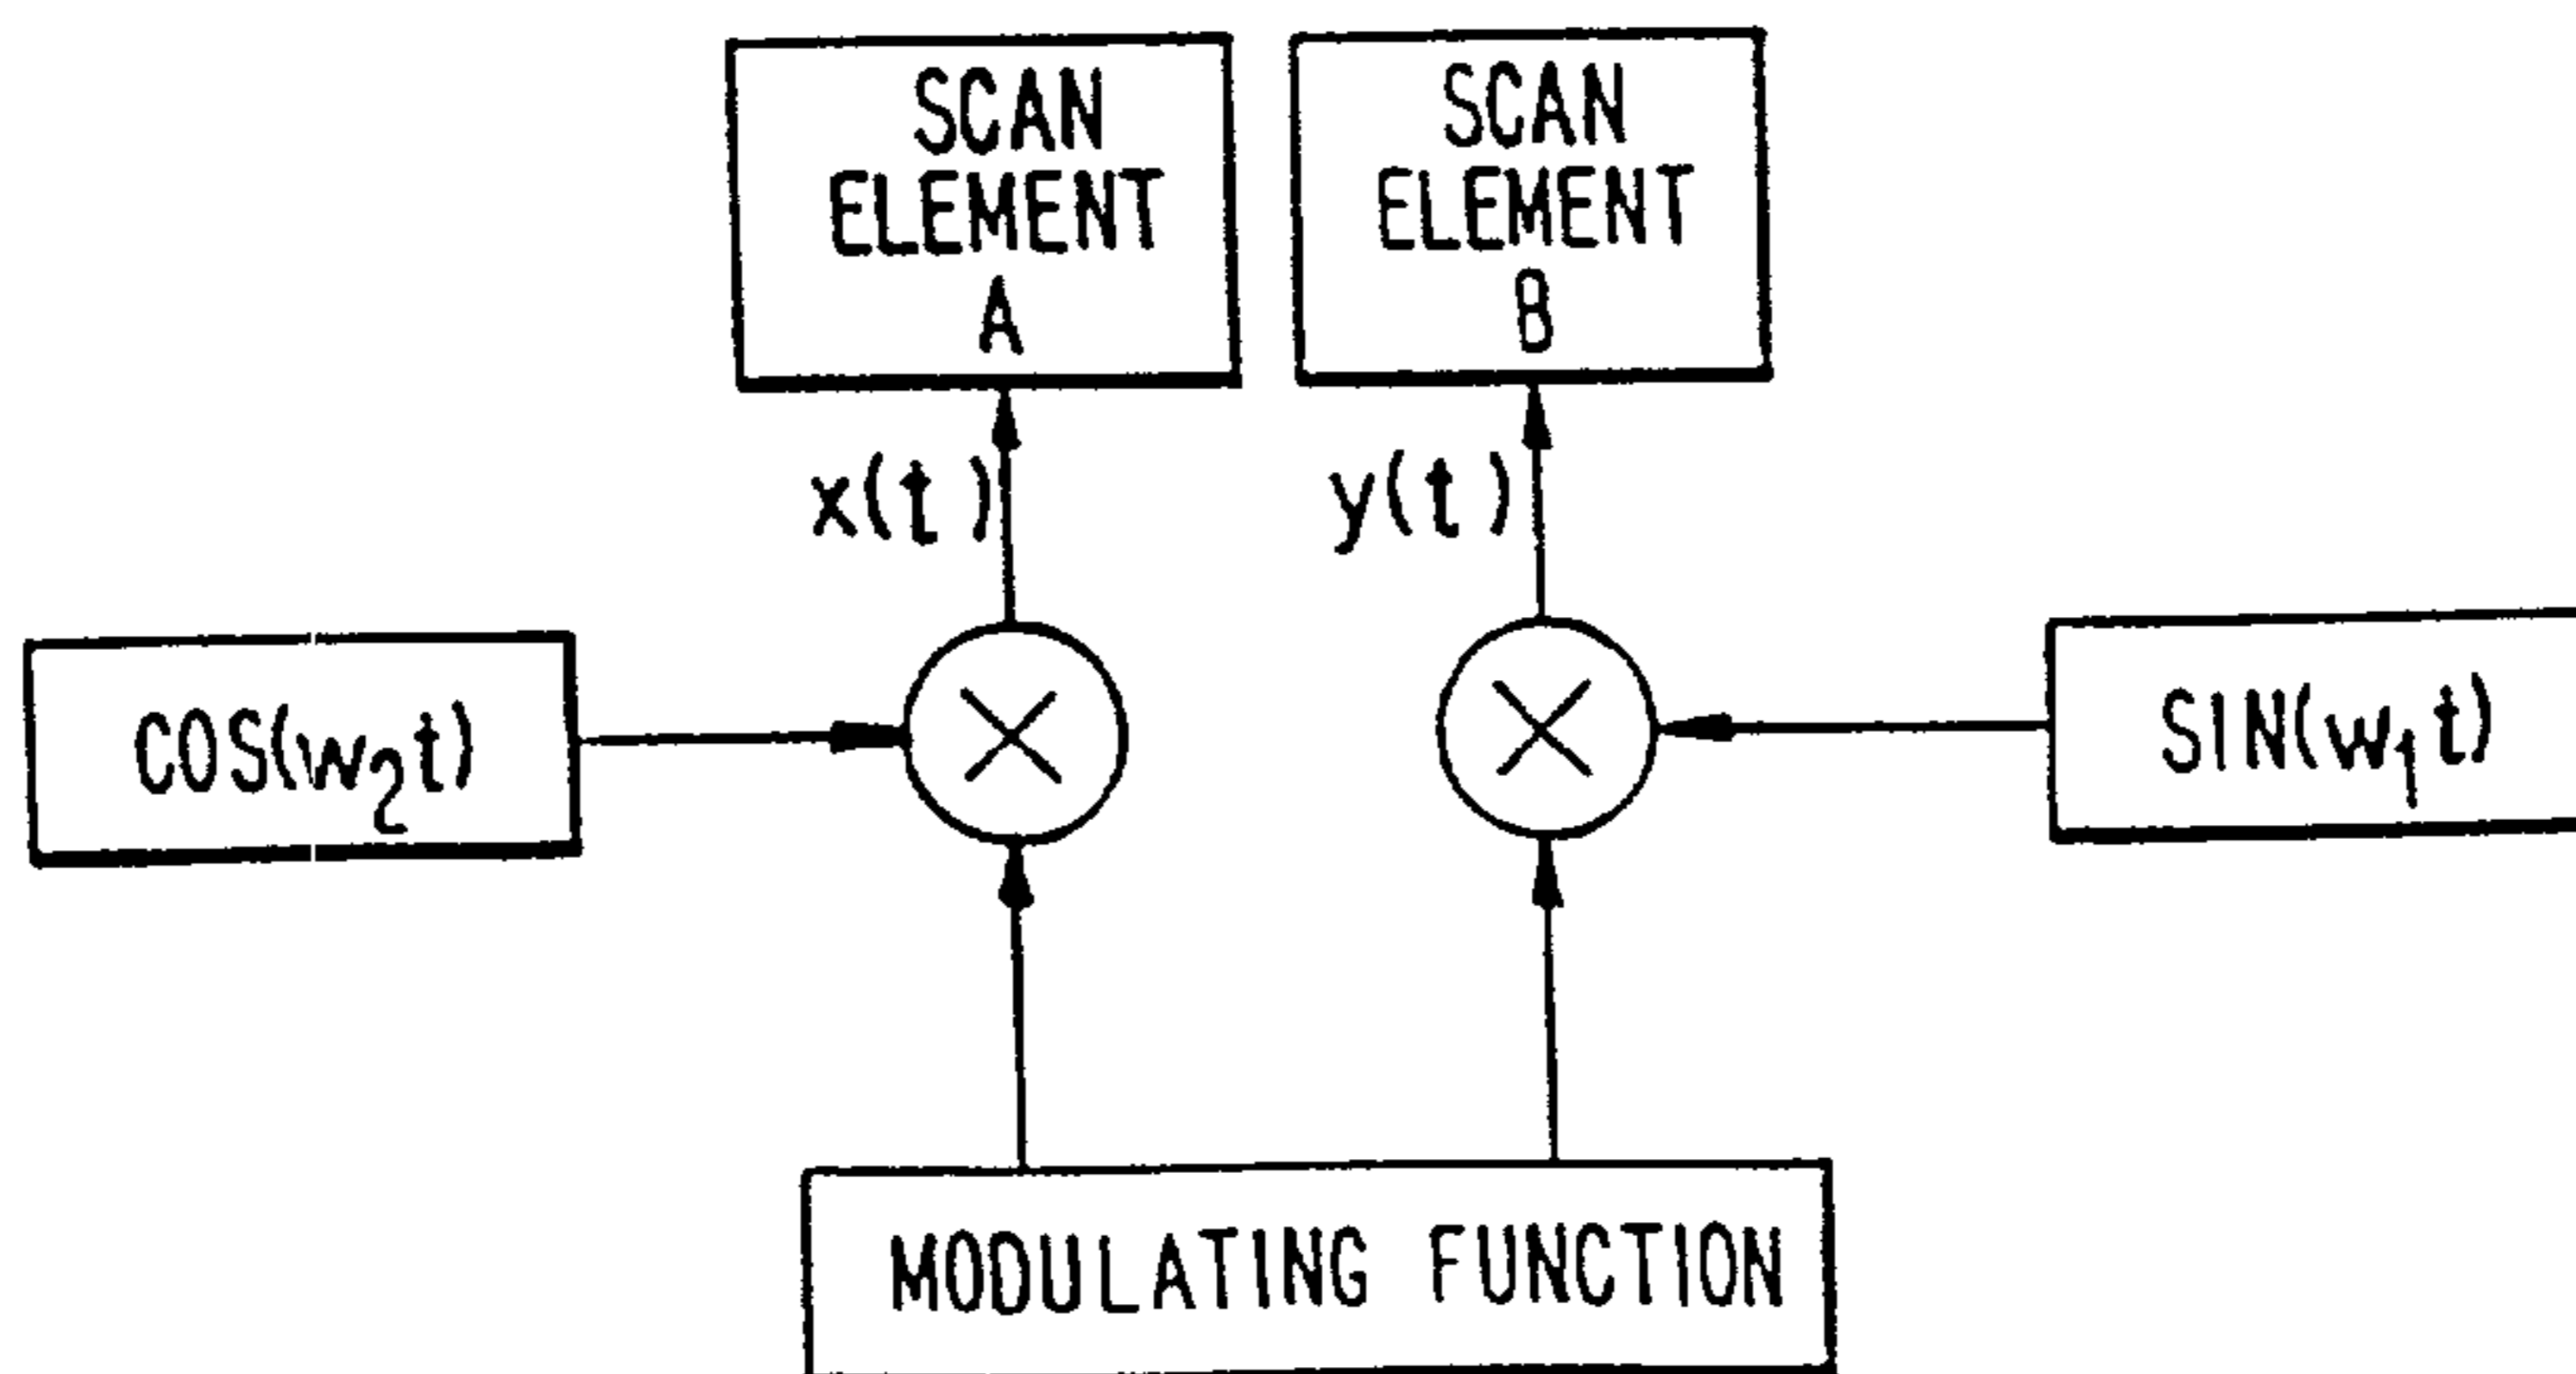 SCAN
ELEMENT
A
SCAN
ELEMENT
B
x(t)
y(t)
COS(w₂t)
SIN(w₁t)
MODULATING FUNCTION